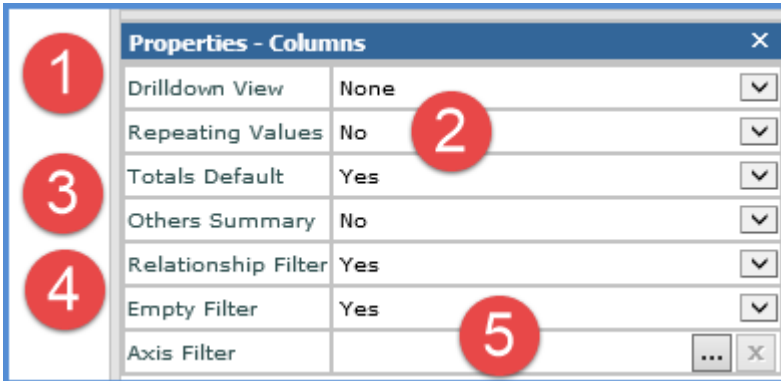 Properties - Columns ×
1
Drilldown View None
2
Repeating Values No
3
Totals Default Yes
Others Summary No
4
Relationship Filter Yes
Empty Filter Yes
5
Axis Filter ... x